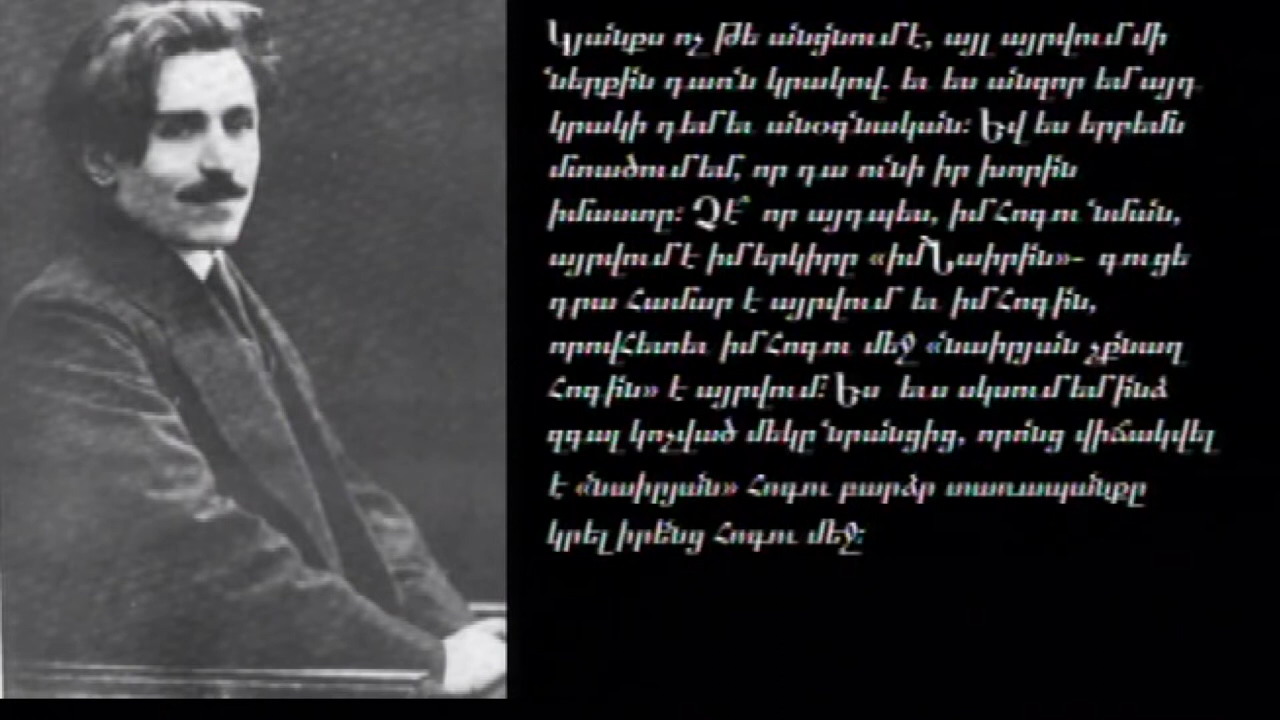 Կյանքս ոչ թե անցնում է, այլ այրվում մի
ներքին դառն կրակով. եւ ես անզոր եմ այդ
կրակի դեմ եւ անօգնական: Եվ ես երբեմն
մտածում եմ, որ դա ունի իր խորին
իմաստը: Չէ՞ որ այդպես, իմ հոգու նման,
այրվում է իմ երկիրը «իմ Նաիրին»- գուցե
դրա համար է այրվում եւ իմ հոգին,
որովհետեւ իմ հոգու մեջ «նաիրյան չքնաղ
հոգին» է այրվում: Ես եւս սկսում եմ ինձ
զգալ կոչված մեկը նրանցից, որոնց վիճակվել
է «նաիրյան» հոգու բարձր տառապանքը
կրել իրենց հոգու մեջ: